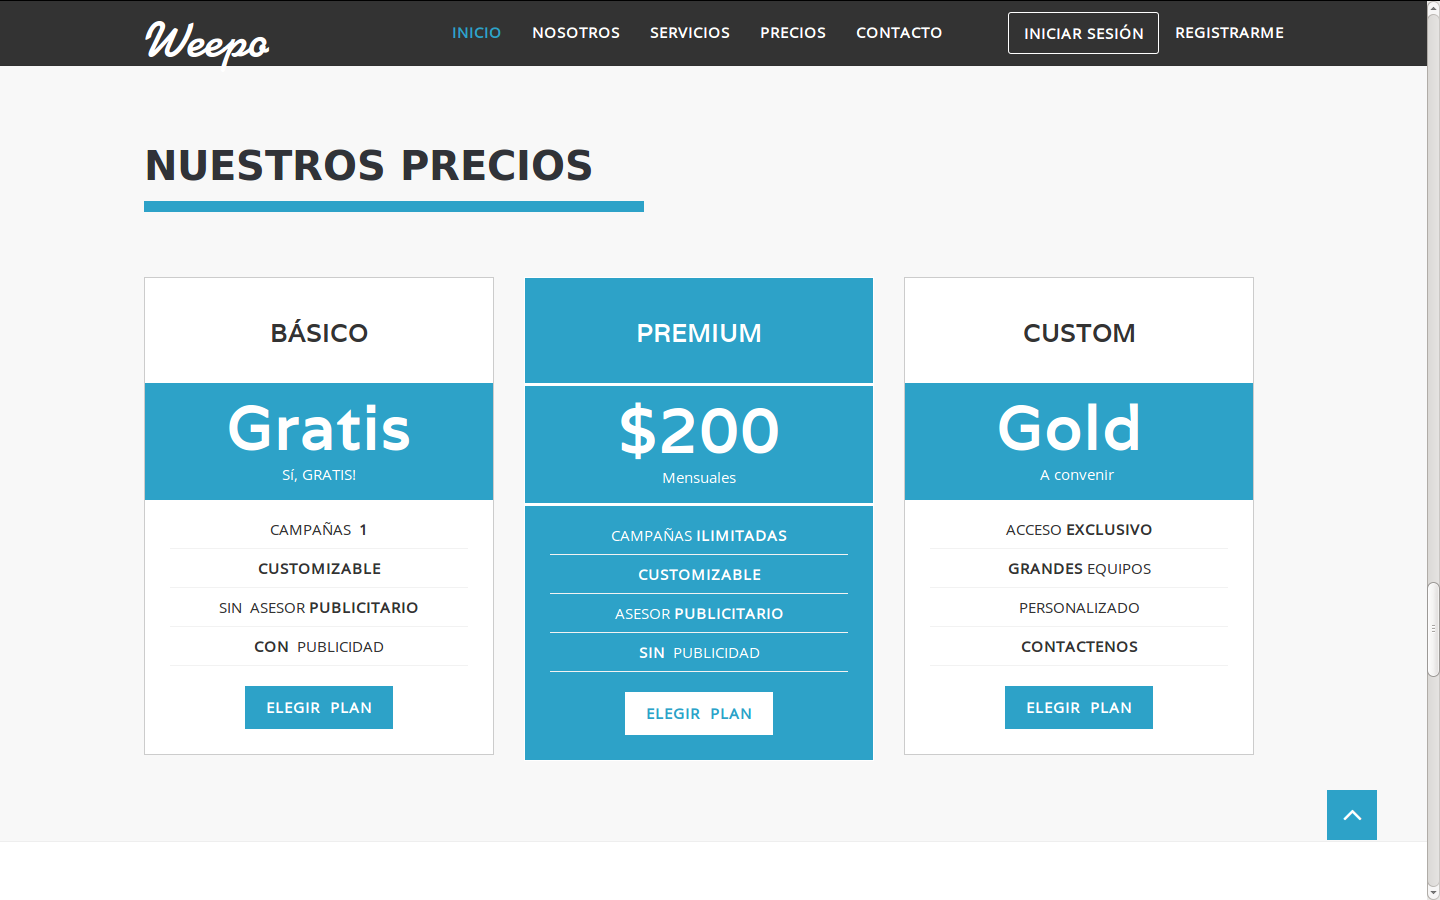 Weepo
INICIO NOSOTROS SERVICIOS PRECIOS CONTACTO INICIAR SESIÓN REGISTRARME
NUESTROS PRECIOS
BÁSICO
Gratis
Sí, GRATIS!
CAMPAÑAS 1
CUSTOMIZABLE
SIN ASESOR PUBLICITARIO
CON PUBLICIDAD
ELEGIR PLAN
PREMIUM
$200
Mensuales
CAMPAÑAS ILIMITADAS
CUSTOMIZABLE
ASESOR PUBLICITARIO
SIN PUBLICIDAD
ELEGIR PLAN
CUSTOM
Gold
A convenir
ACCESO EXCLUSIVO
GRANDES EQUIPOS
PERSONALIZADO
CONTACTENOS
ELEGIR PLAN